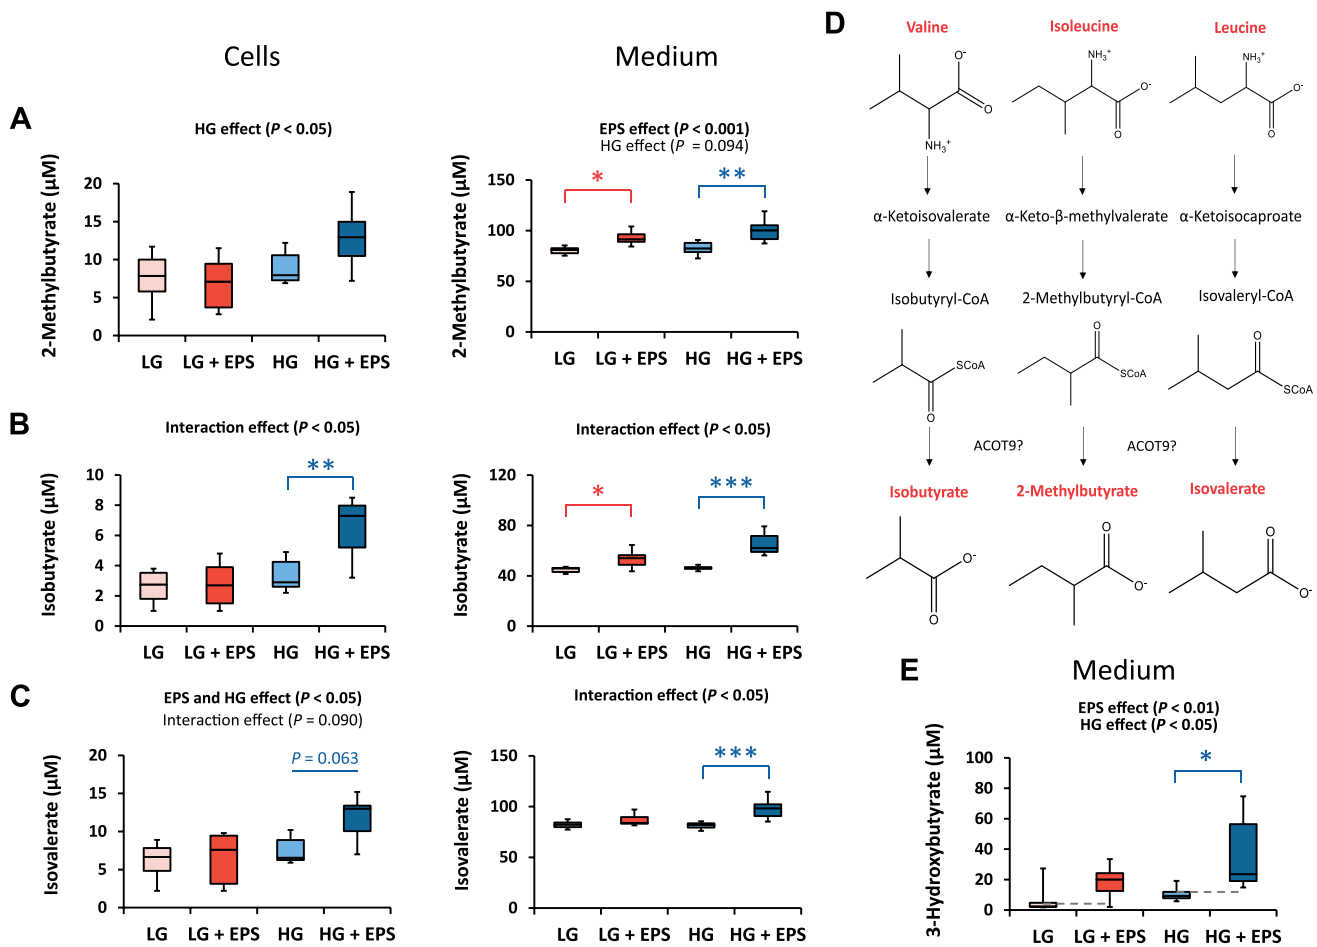 Cells
Medium
A
HG effect (P < 0.05)
2-Methylbutyrate (µM)
20
15
10
5
0
LG
LG + EPS
HG
HG + EPS
EPS effect (P < 0.001)
HG effect (P = 0.094)
2-Methylbutyrate (µM)
150
100
50
0
*
**
LG
LG + EPS
HG
HG + EPS
B
Interaction effect (P < 0.05)
Isobutyrate (µM)
10
8
6
4
2
0
**
LG
LG + EPS
HG
HG + EPS
Interaction effect (P < 0.05)
Isobutyrate (µM)
120
80
40
0
*
***
LG
LG + EPS
HG
HG + EPS
C
EPS and HG effect (P < 0.05)
Interaction effect (P = 0.090)
Isovalerate (µM)
20
15
10
5
0
P = 0.063
LG
LG + EPS
HG
HG + EPS
Interaction effect (P < 0.05)
Isovalerate (µM)
150
100
50
0
***
LG
LG + EPS
HG
HG + EPS
D
Valine
Isoleucine
Leucine
O-
O
NH3+
NH3+
O-
O
NH3+
O-
O
α-Ketoisovalerate
α-Keto-β-methylvalerate
α-Ketoisocaproate
Isobutyryl-CoA
2-Methylbutyryl-CoA
Isovaleryl-CoA
SCoA
O
O
SCoA
O
SCoA
ACOT9?
ACOT9?
Isobutyrate
2-Methylbutyrate
Isovalerate
O-
O
O
O-
O
O-
E
Medium
EPS effect (P < 0.01)
HG effect (P < 0.05)
3-Hydroxybutyrate (µM)
100
80
60
40
20
0
*
LG
LG + EPS
HG
HG + EPS